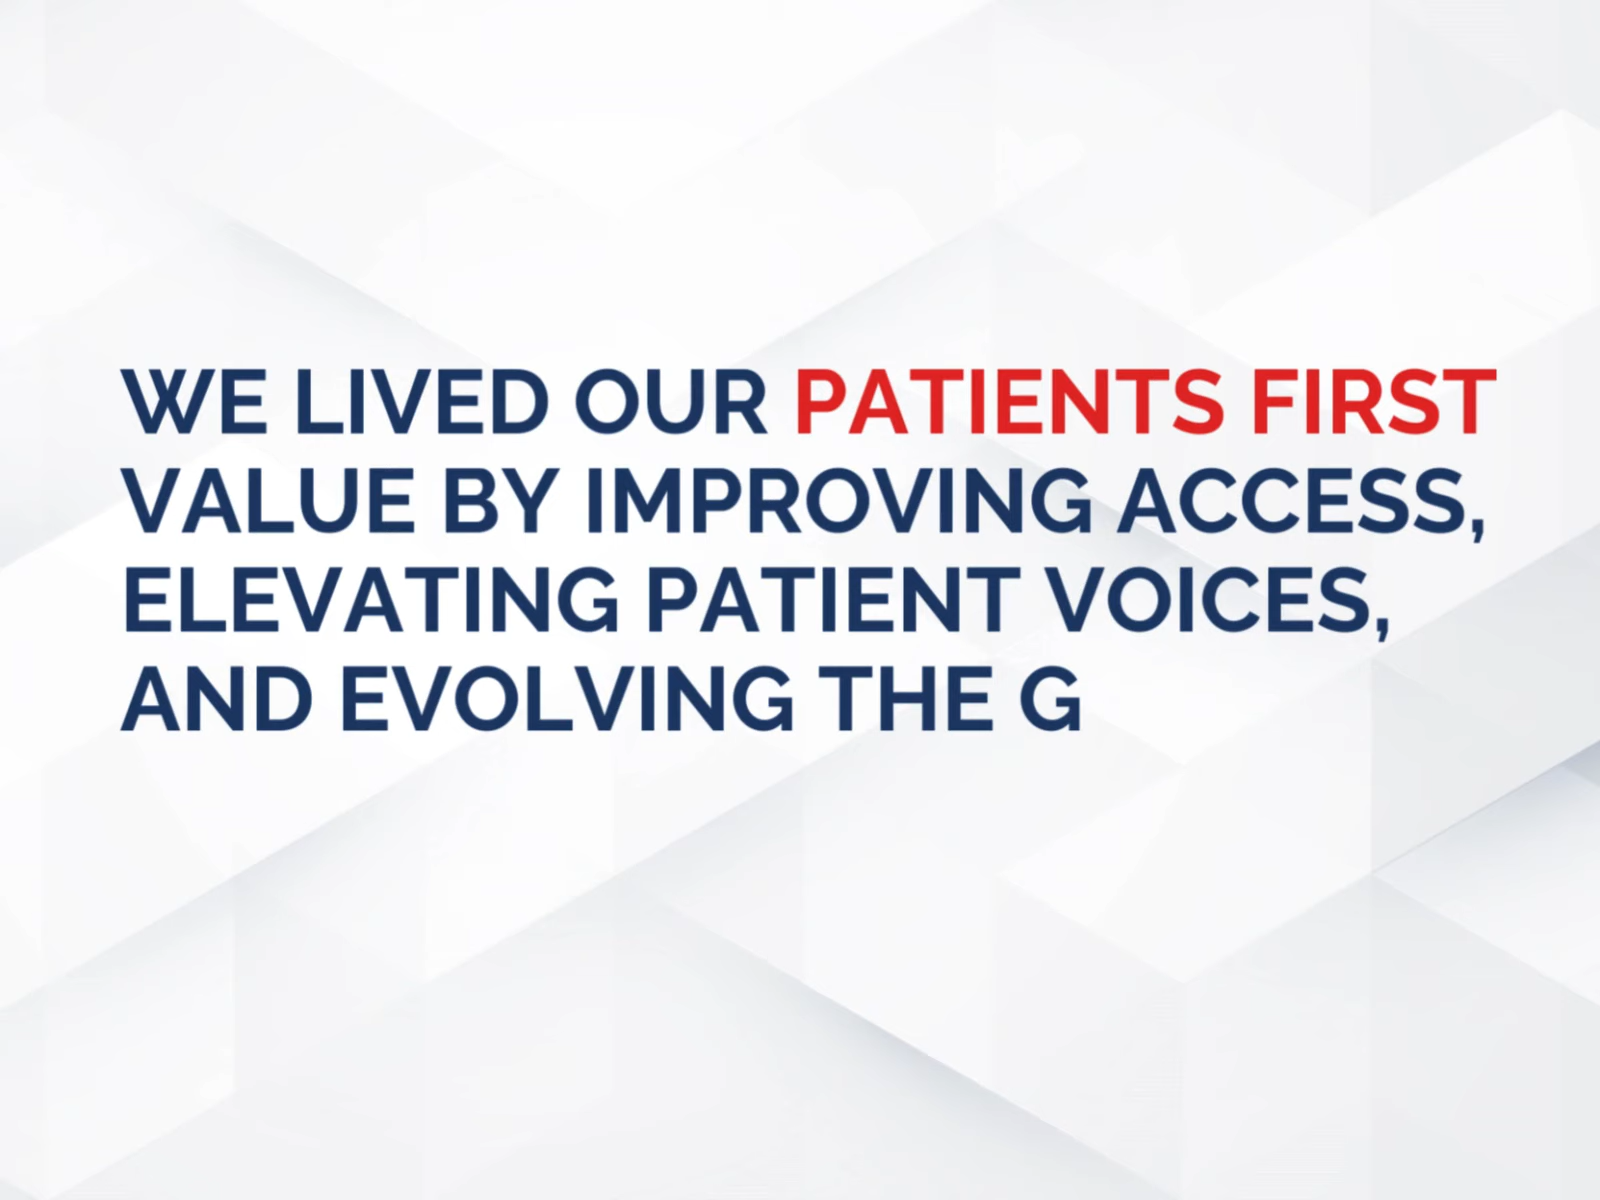 WE LIVED OUR PATIENTS FIRST
VALUE BY IMPROVING ACCESS,
ELEVATING PATIENT VOICES,
AND EVOLVING THE G